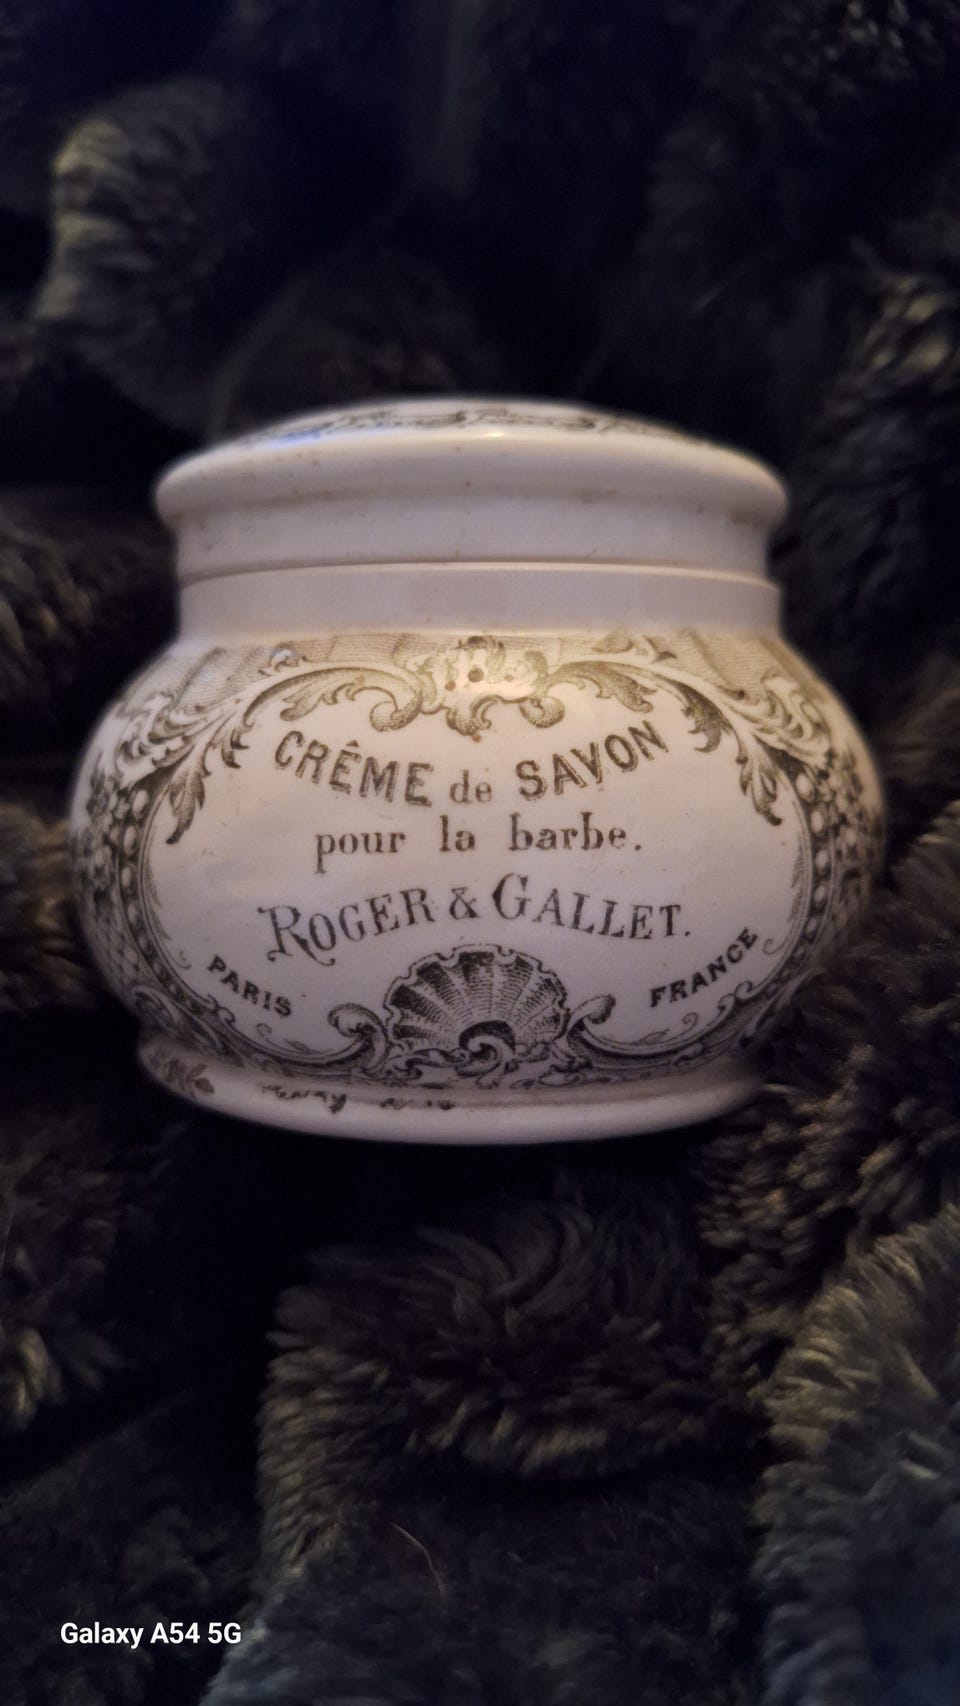 CRÊME de SAVON
pour la barbe.
ROGER & GALLET.
PARIS FRANCE
Galaxy A54 5G